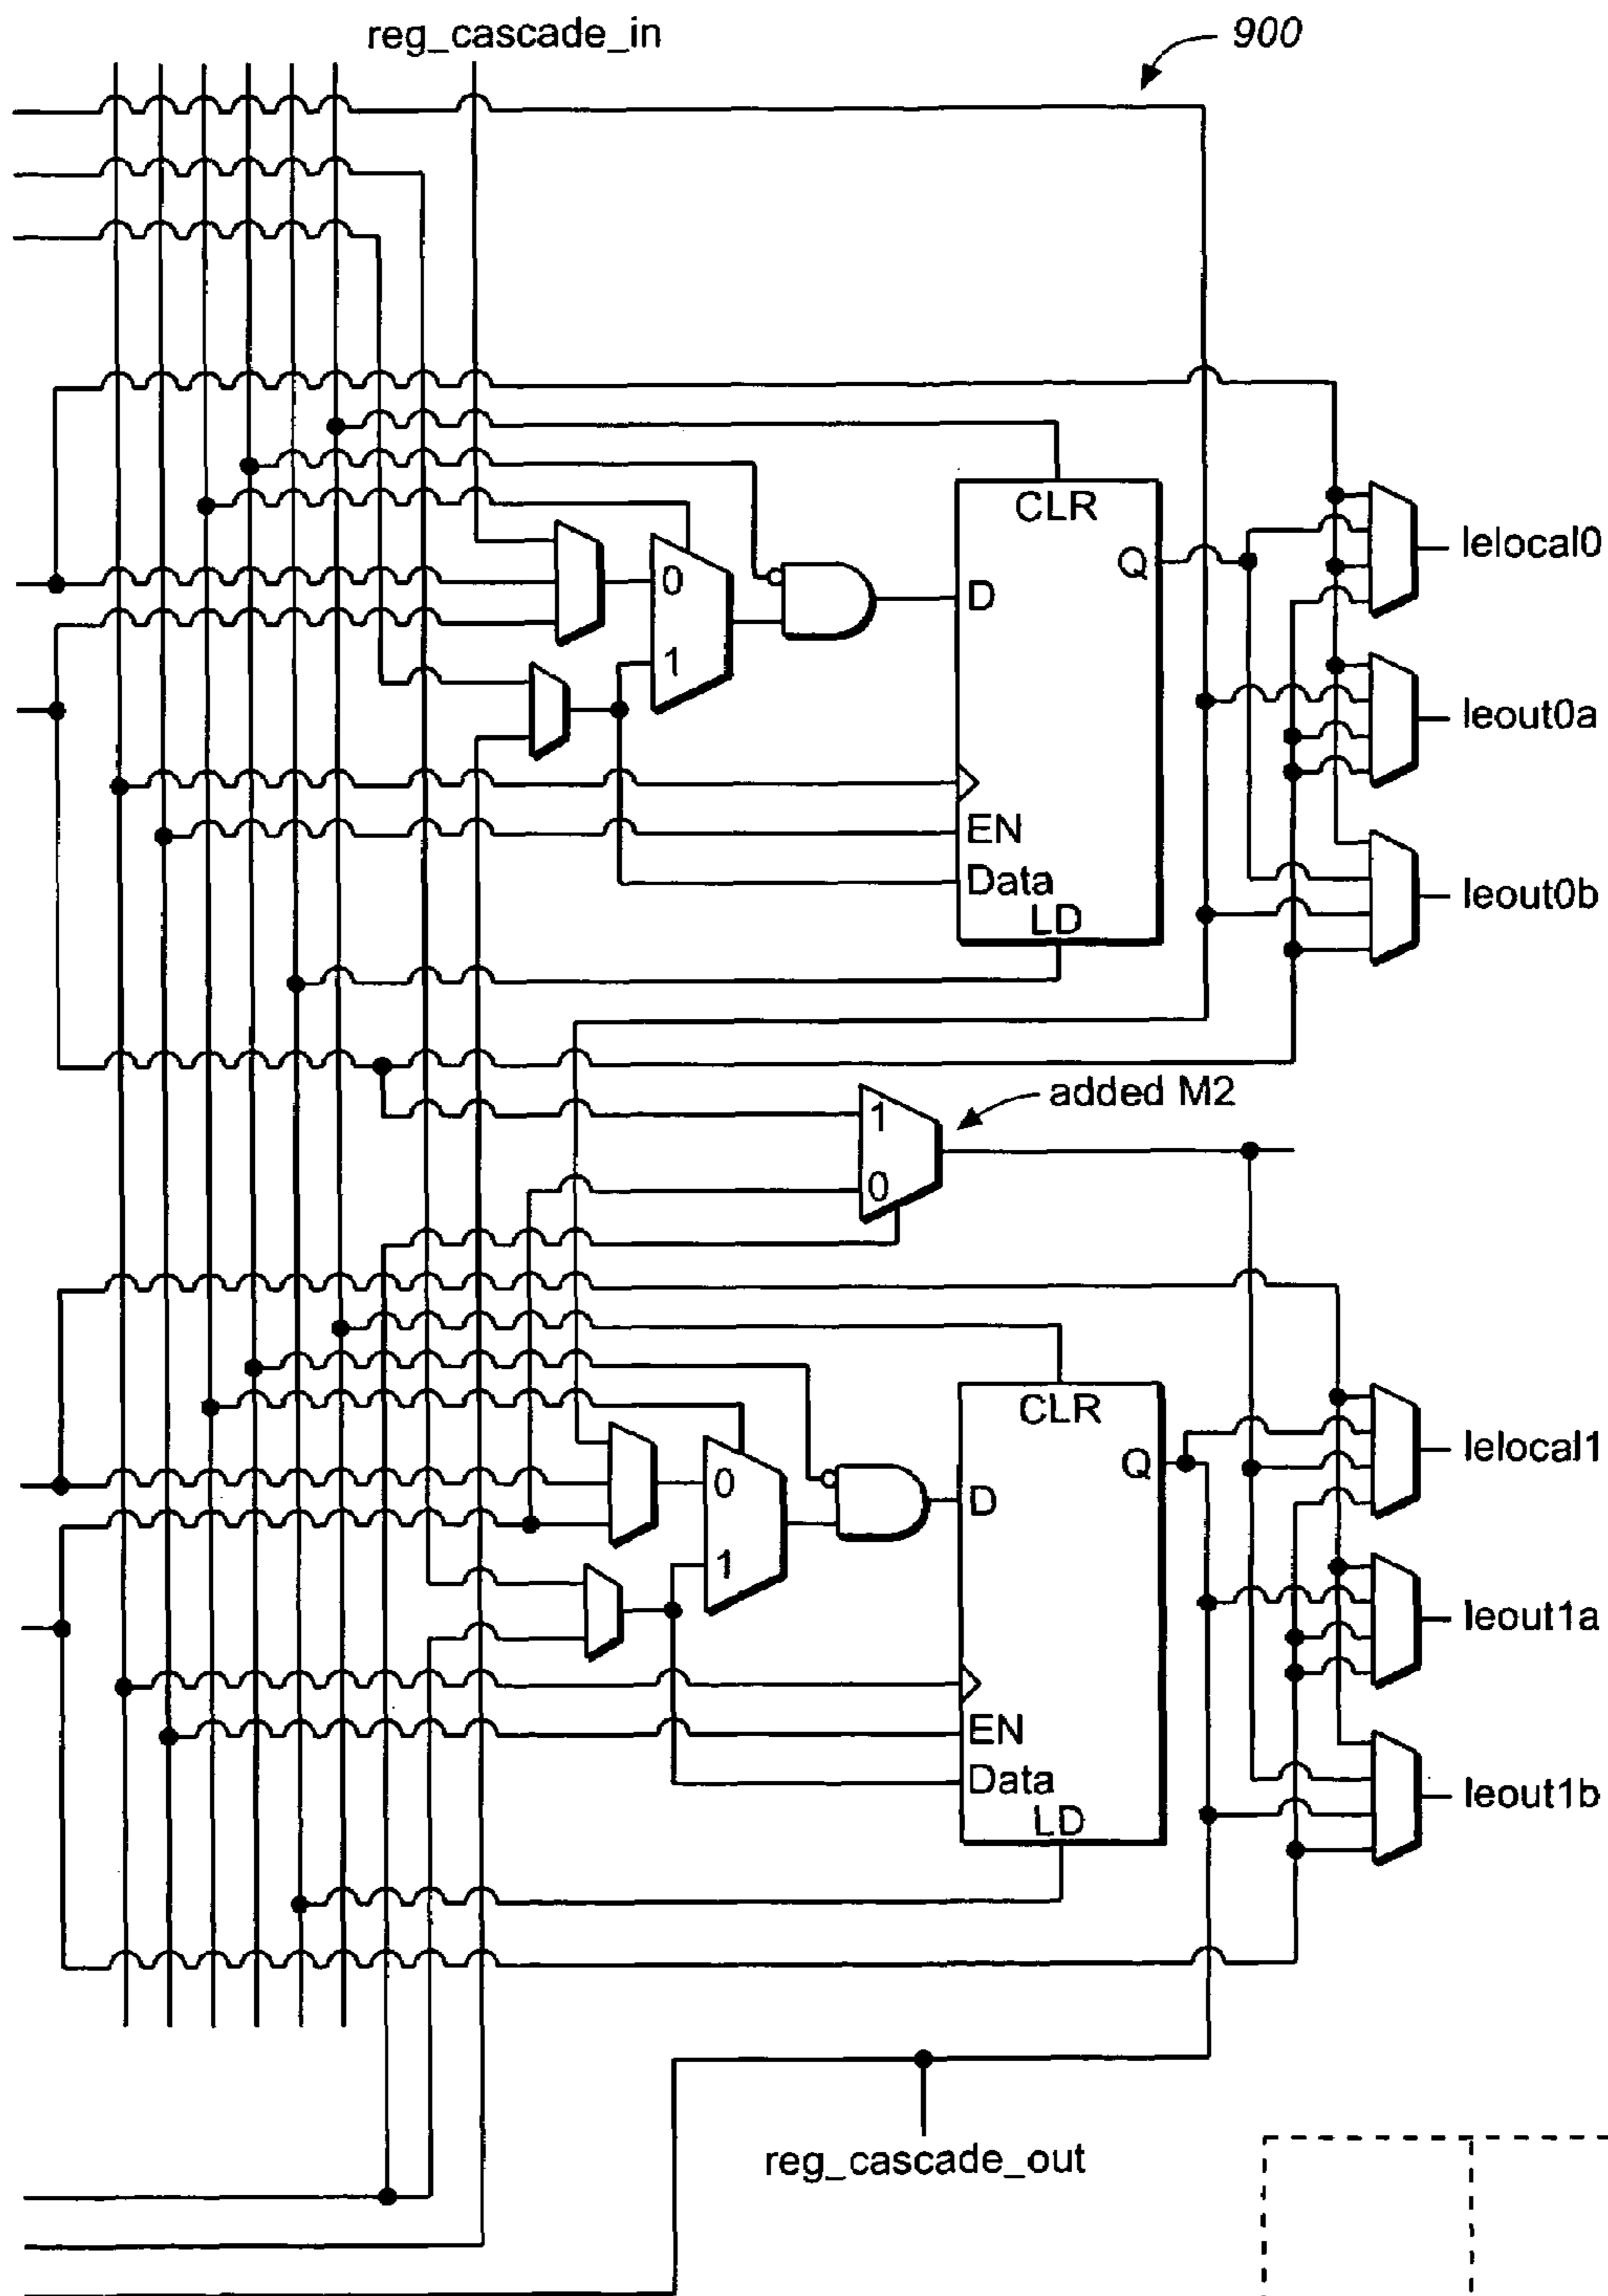 reg_cascade_in
900
CLR
Q
lelocal0
0
D
1
leout0a
EN
Data
leout0b
LD
added M2
1
0
CLR
Q
lelocal1
0
D
1
leout1a
EN
Data
leout1b
LD
reg_cascade_out